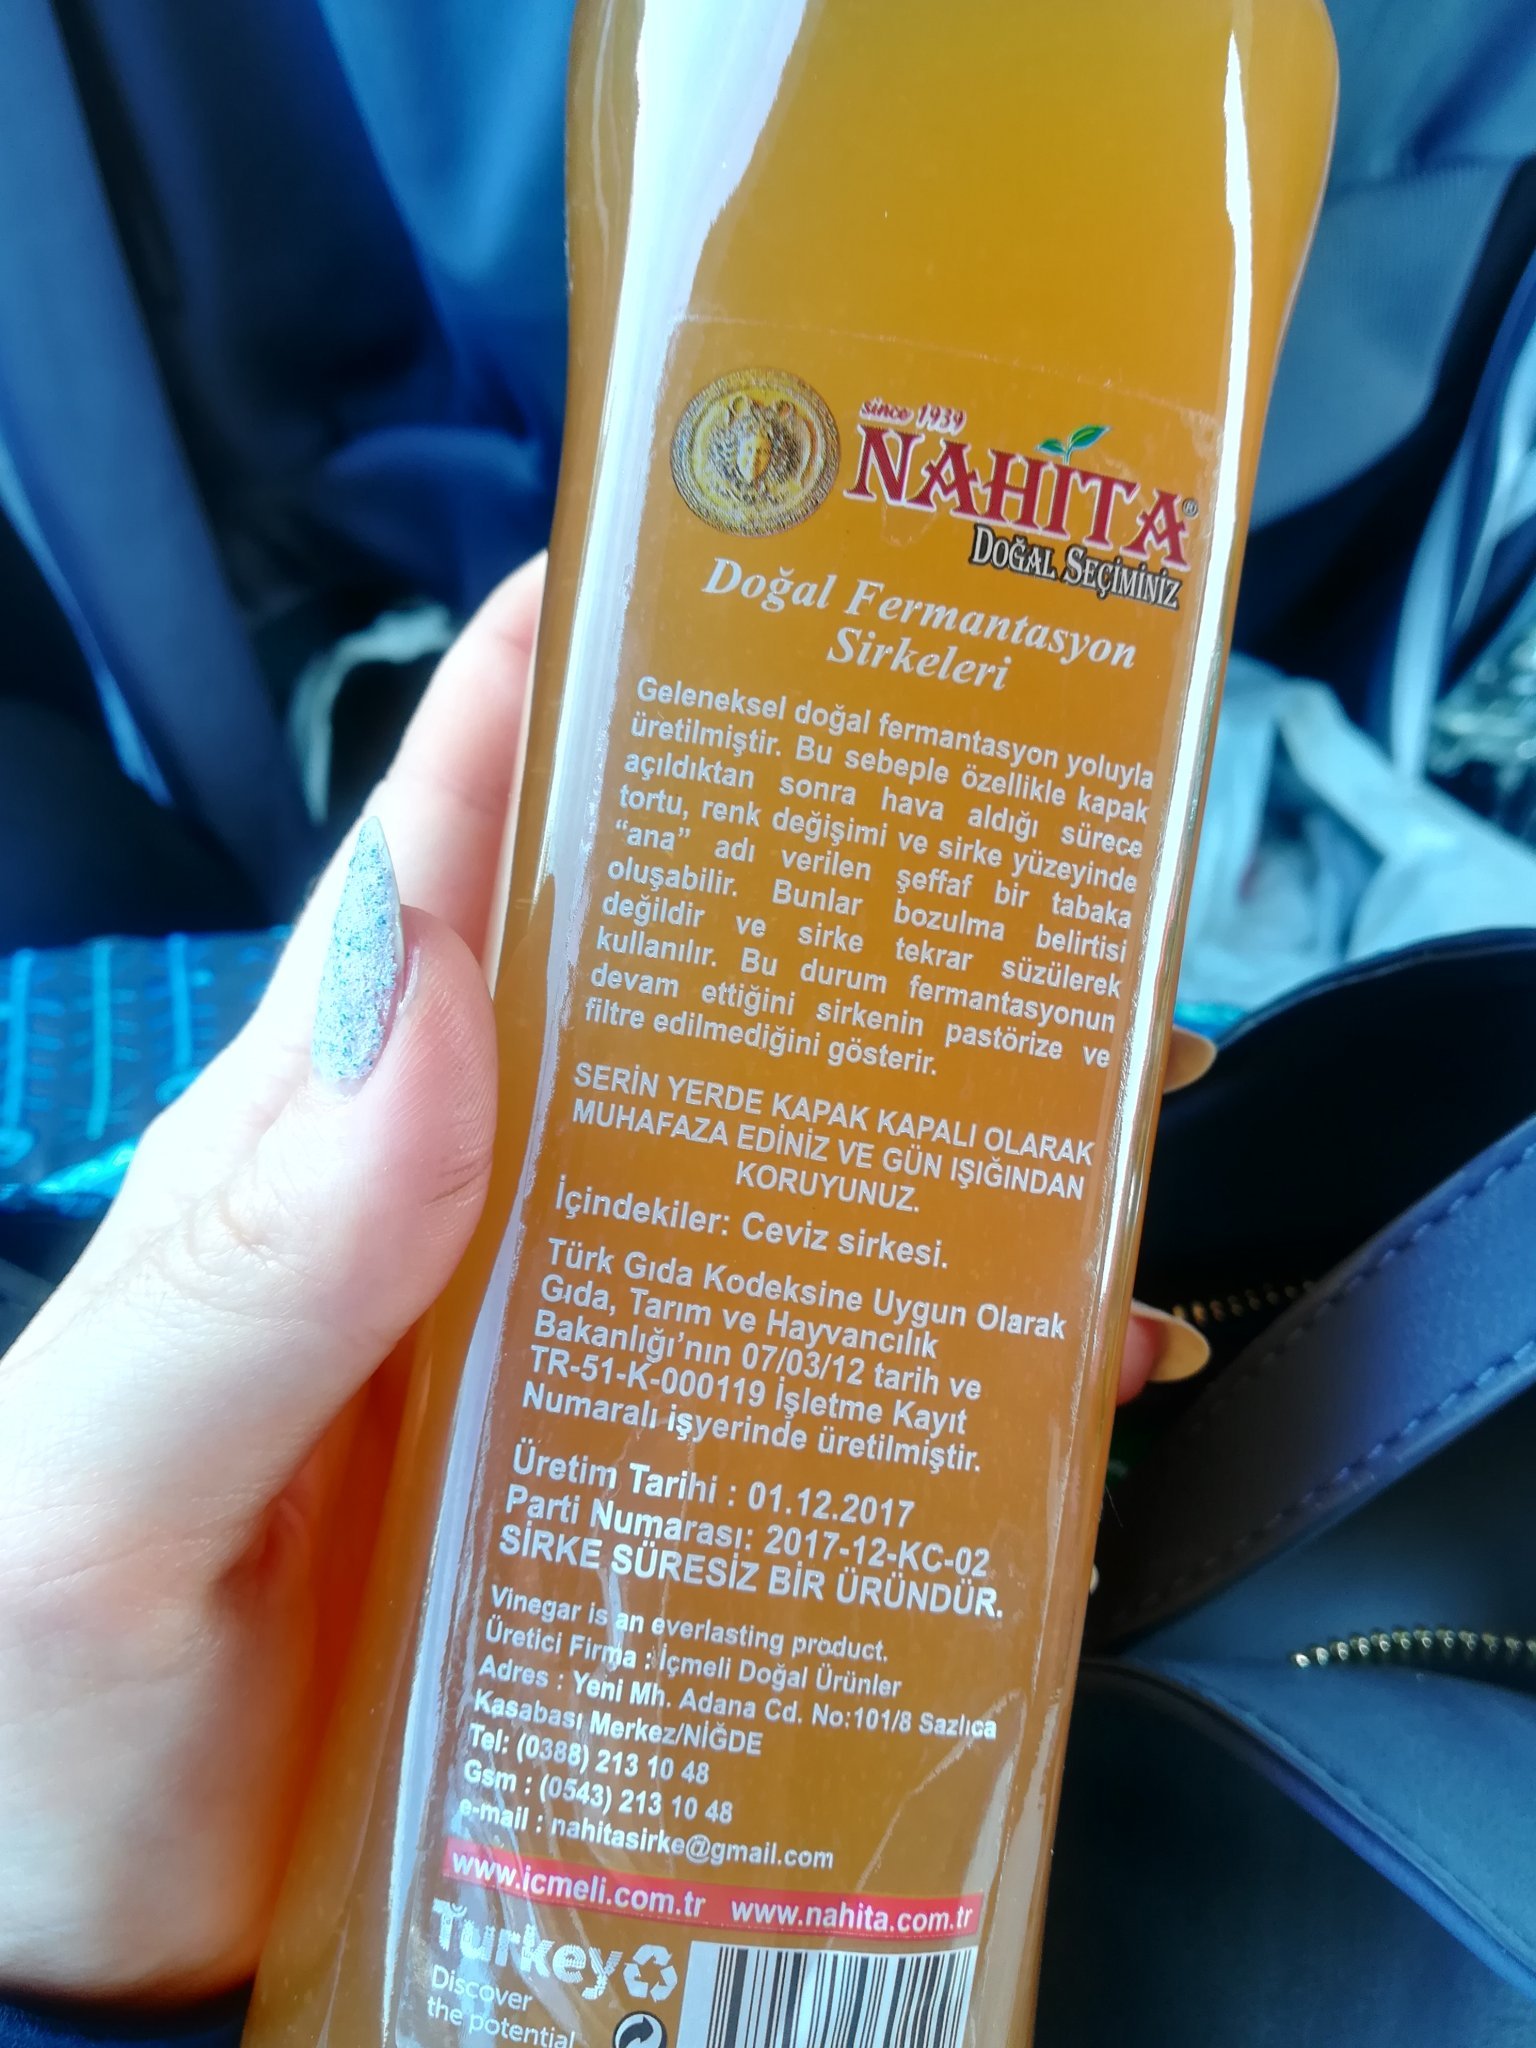 since 1939
NAHITA®
DOĞAL SEÇİMİNİZ
Doğal Fermantasyon
Sirkeleri
Geleneksel doğal fermantasyon yoluyla
üretilmiştir. Bu sebeple özellikle kapak
açıldıktan sonra hava aldığı sürece
tortu, renk değişimi ve sirke yüzeyinde
“ana” adı verilen şeffaf bir tabaka
oluşabilir. Bunlar bozulma belirtisi
değildir ve sirke tekrar süzülerek
kullanılır. Bu durum fermantasyonun
devam ettiğini sirkenin pastörize ve
filtre edilmediğini gösterir.
SERİN YERDE KAPAK KAPALI OLARAK
MUHAFAZA EDİNİZ VE GÜN IŞIĞINDAN
KORUYUNUZ.
İçindekiler: Ceviz sirkesi.
Türk Gıda Kodeksine Uygun Olarak
Gıda, Tarım ve Hayvancılık
Bakanlığı’nın 07/03/12 tarih ve
TR-51-K-000119 İşletme Kayıt
Numaralı işyerinde üretilmiştir.
Üretim Tarihi : 01.12.2017
Parti Numarası: 2017-12-KC-02
SİRKE SÜRESİZ BİR ÜRÜNDÜR.
Vinegar is an everlasting product.
Üretici Firma : İçmeli Doğal Ürünler
Adres : Yeni Mh. Adana Cd. No:101/8 Sazlıca
Kasabası Merkez/NİĞDE
Tel: (0388) 213 10 48
Gsm : (0543) 213 10 48
e-mail : nahitasirke@gmail.com
www.icmeli.com.tr www.nahita.com.tr
Turkey
Discover
the potential